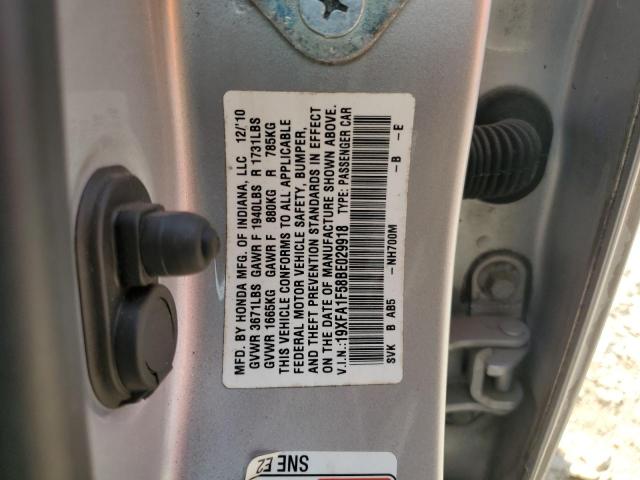 MFD. BY HONDA MFG. OF INDIANA, LLC 12/'10
GVWR 3671LBS GAWR F 1940LBS R 1731LBS
GVWR 1665KG GAWR F 880KG R 785KG
THIS VEHICLE CONFORMS TO ALL APPLICABLE
FEDERAL MOTOR VEHICLE SAFETY, BUMPER,
AND THEFT PREVENTION STANDARDS IN EFFECT
ON THE DATE OF MANUFACTURE SHOWN ABOVE.
V.I.N.:19XFA1F58BE029918 TYPE: PASSENGER CAR
SVK B AB5 -NH700M -B -E
SNE E2